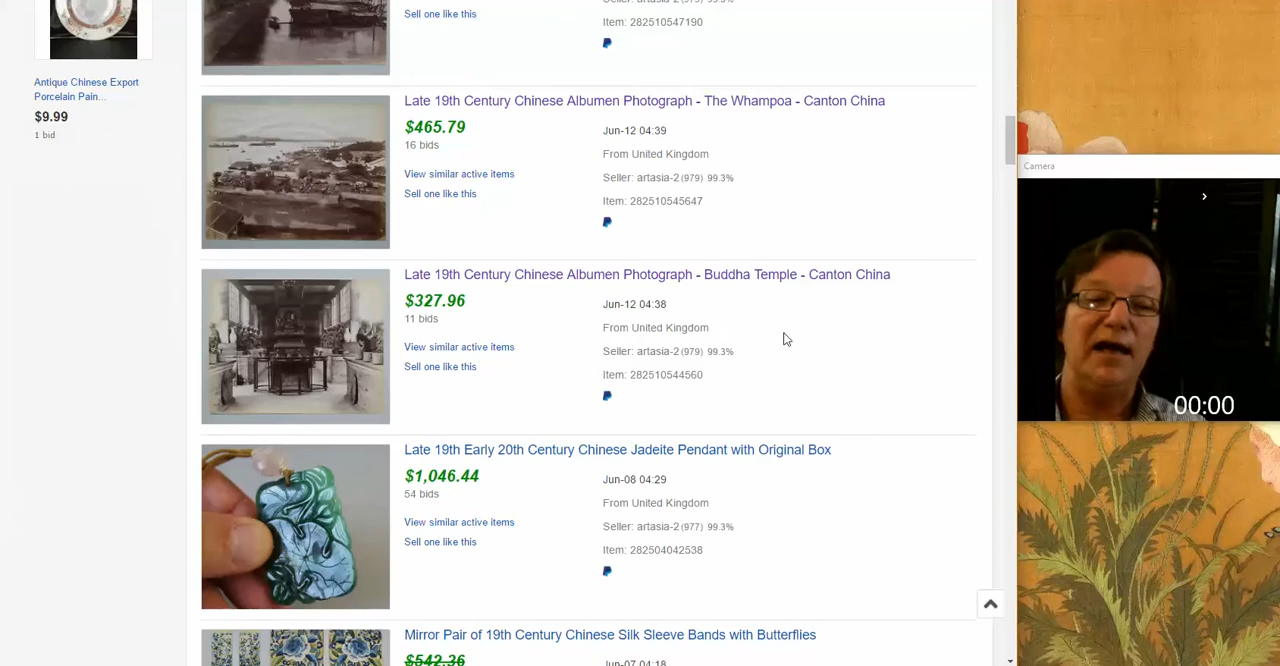 Sell one like this
Item: 282510547190
Antique Chinese Export
Porcelain Pain...
$9.99
1 bid
Late 19th Century Chinese Albumen Photograph - The Whampoa - Canton China
$465.79
16 bids
Jun-12 04:39
From United Kingdom
View similar active items
Seller: artasia-2 (979) 99.3%
Sell one like this
Item: 282510545647
Late 19th Century Chinese Albumen Photograph - Buddha Temple - Canton China
$327.96
11 bids
Jun-12 04:38
From United Kingdom
View similar active items
Seller: artasia-2 (979) 99.3%
Sell one like this
Item: 282510544560
Late 19th Early 20th Century Chinese Jadeite Pendant with Original Box
$1,046.44
54 bids
Jun-08 04:29
From United Kingdom
View similar active items
Seller: artasia-2 (977) 99.3%
Sell one like this
Item: 282504042538
Mirror Pair of 19th Century Chinese Silk Sleeve Bands with Butterflies
$542.36
Jun-07 04:18
Camera
00:00